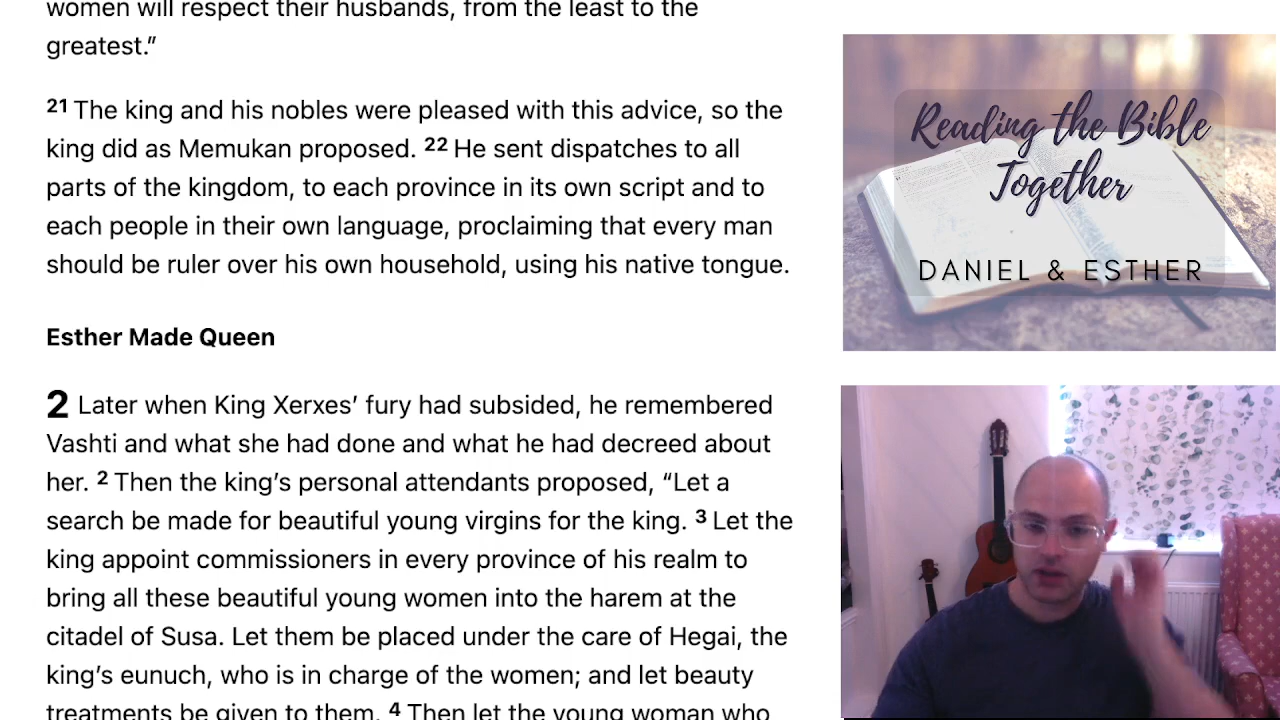 women will respect their husbands, from the least to the
greatest.”
21 The king and his nobles were pleased with this advice, so the
king did as Memukan proposed. 22 He sent dispatches to all
parts of the kingdom, to each province in its own script and to
each people in their own language, proclaiming that every man
should be ruler over his own household, using his native tongue.
Esther Made Queen
2 Later when King Xerxes’ fury had subsided, he remembered
Vashti and what she had done and what he had decreed about
her. 2 Then the king’s personal attendants proposed, “Let a
search be made for beautiful young virgins for the king. 3 Let the
king appoint commissioners in every province of his realm to
bring all these beautiful young women into the harem at the
citadel of Susa. Let them be placed under the care of Hegai, the
king’s eunuch, who is in charge of the women; and let beauty
treatments be given to them. 4 Then let the young woman who
Reading the Bible
Together
DANIEL & ESTHER